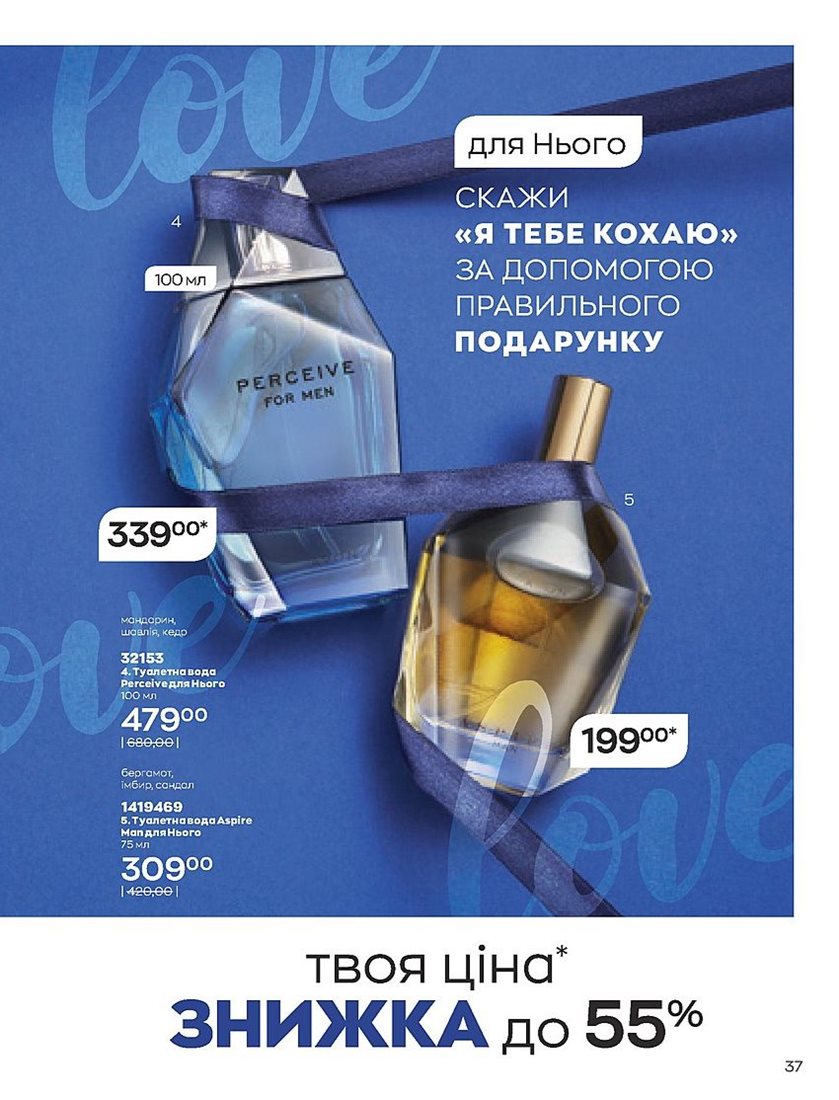 love
для Нього
СКАЖИ
«Я ТЕБЕ КОХАЮ»
ЗА ДОПОМОГОЮ
ПРАВИЛЬНОГО
ПОДАРУНКУ
4
100 мл
PERCEIVE
FOR MEN
33900*
5
19900*
love
love
мандарин,
шавлія, кедр
32153
4. Туалетна вода
Perceive для Нього
100 мл
47900
|680,00|
бергамот,
імбир, сандал
1419469
5. Туалетна вода Aspire
Man для Нього
75 мл
30900
|420,00|
твоя ціна*
ЗНИЖКА до 55%
37